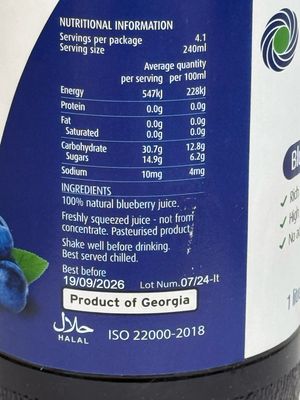 NUTRITIONAL INFORMATION
Servings per package 4.1
Serving size 240ml
Average quantity
per serving per 100ml
Energy 547kj 228kj
Protein 0.0g 0.0g
Fat 0.0g 0.0g
Saturated 0.0g 0.0g
Carbohydrate 30.7g 12.8g
Sugars 14.9g 6.2g
Sodium 10mg 4mg
INGREDIENTS
100% natural blueberry juice.
Freshly squeezed juice - not from
concentrate. Pasteurised product
Shake well before drinking.
Best served chilled.
Best before
19/09/2026 Lot Num.07/24-lt
Product of Georgia
حلال
HALAL
ISO 22000-2018